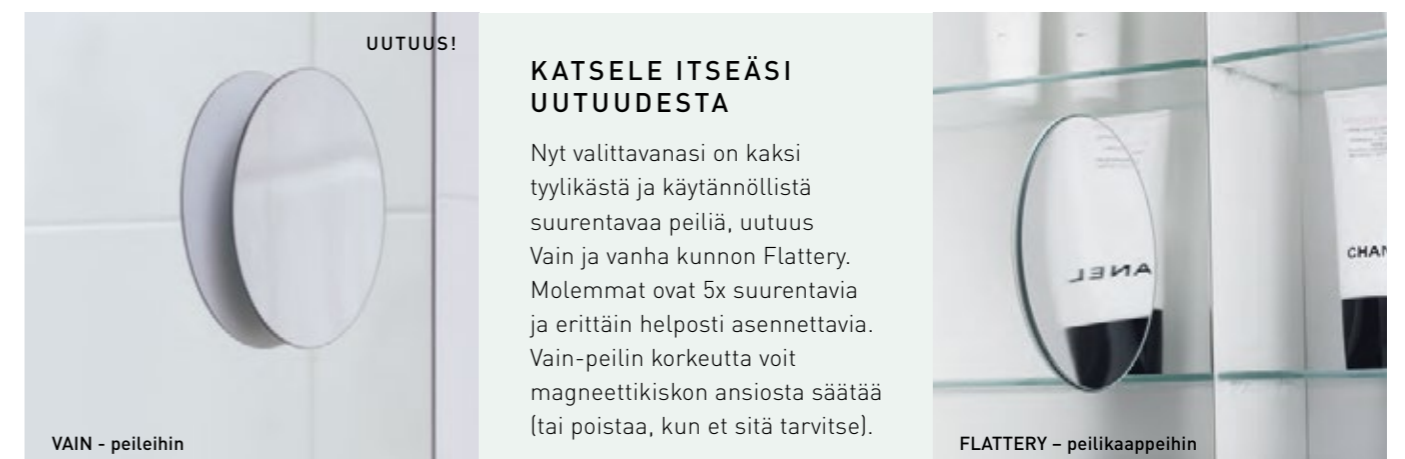 UUTUUS!
VAIN - peileihin
KATSELE ITSEÄSI
UUTUUDESTA
Nyt valittavanasi on kaksi
tyylikästä ja käytännöllistä
suurentavaa peiliä, uutuus
Vain ja vanha kunnon Flattery.
Molemmat ovat 5x suurentavia
ja erittäin helposti asennettavia.
Vain-peilin korkeutta voit
magneettikiskon ansiosta säätää
(tai poistaa, kun et sitä tarvitse).
ANEL
CHAN
FLATTERY – peilikaappeihin